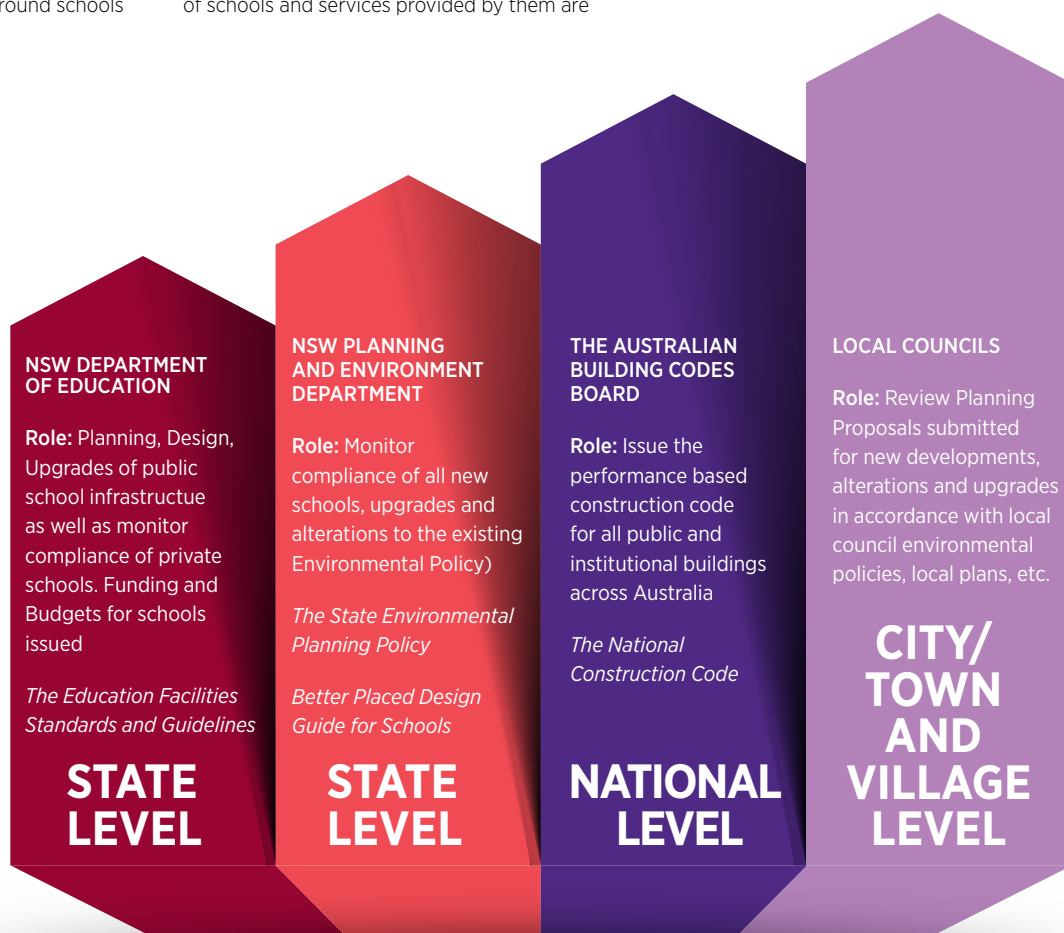 round schools
of schools and services provided by them are
NSW DEPARTMENT
OF EDUCATION
Role: Planning, Design,
Upgrades of public
school infrastructue
as well as monitor
compliance of private
schools. Funding and
Budgets for schools
issued
The Education Facilities
Standards and Guidelines
STATE
LEVEL
NSW PLANNING
AND ENVIRONMENT
DEPARTMENT
Role: Monitor
compliance of all new
schools, upgrades and
alterations to the existing
Environmental Policy)
The State Environmental
Planning Policy
Better Placed Design
Guide for Schools
STATE
LEVEL
THE AUSTRALIAN
BUILDING CODES
BOARD
Role: Issue the
performance based
construction code
for all public and
institutional buildings
across Australia
The National
Construction Code
NATIONAL
LEVEL
LOCAL COUNCILS
Role: Review Planning
Proposals submitted
for new developments,
alterations and upgrades
in accordance with local
council environmental
policies, local plans, etc.
CITY/
TOWN
AND
VILLAGE
LEVEL